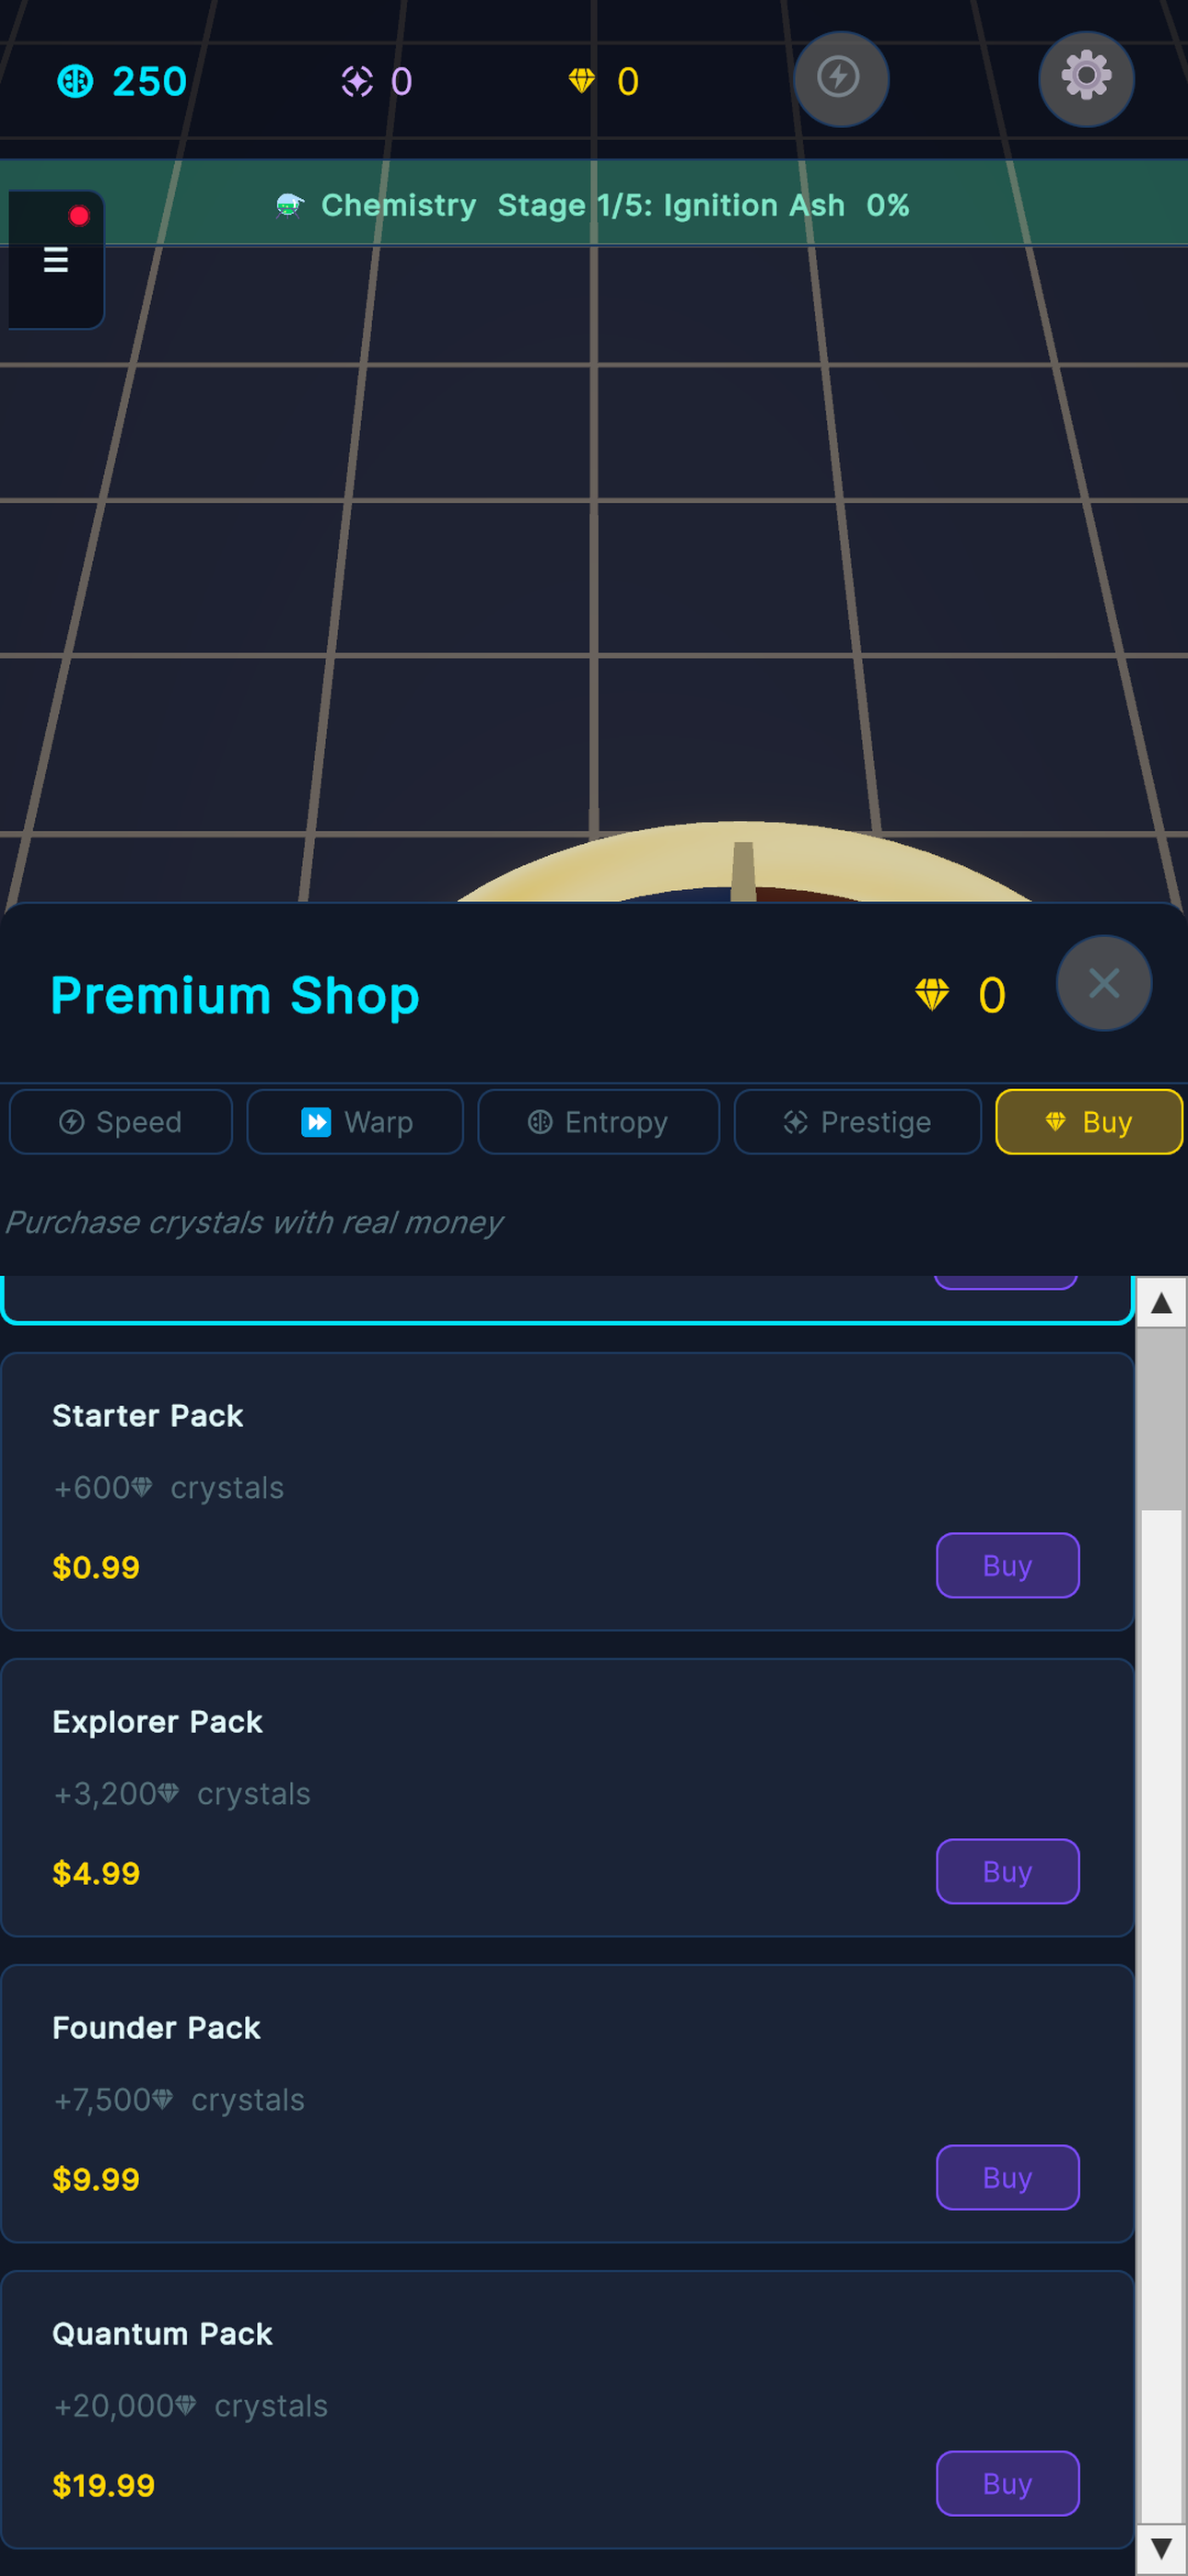 250 0 0
Chemistry Stage 1/5: Ignition Ash 0%
Premium Shop 0
Speed Warp Entropy Prestige Buy
Purchase crystals with real money
Starter Pack
+600 crystals
$0.99 Buy
Explorer Pack
+3,200 crystals
$4.99 Buy
Founder Pack
+7,500 crystals
$9.99 Buy
Quantum Pack
+20,000 crystals
$19.99 Buy